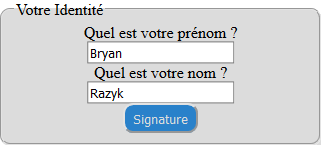 Votre Identité
Quel est votre prénom ?
Bryan
Quel est votre nom ?
Razyk
Signature